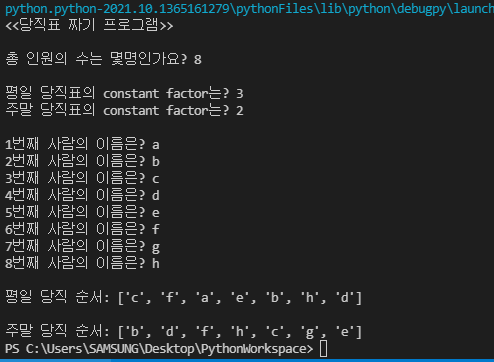 python.python-2021.10.1365161279\pythonFiles\lib\python\debugpy\launch
<<당직표 짜기 프로그램>>
총 인원의 수는 몇명인가요? 8
평일 당직표의 constant factor는? 3
주말 당직표의 constant factor는? 2
1번째 사람의 이름은? a
2번째 사람의 이름은? b
3번째 사람의 이름은? c
4번째 사람의 이름은? d
5번째 사람의 이름은? e
6번째 사람의 이름은? f
7번째 사람의 이름은? g
8번째 사람의 이름은? h
평일 당직 순서: ['c', 'f', 'a', 'e', 'b', 'h', 'd']
주말 당직 순서: ['b', 'd', 'f', 'h', 'c', 'g', 'e']
PS C:\Users\SAMSUNG\Desktop\PythonWorkspace>